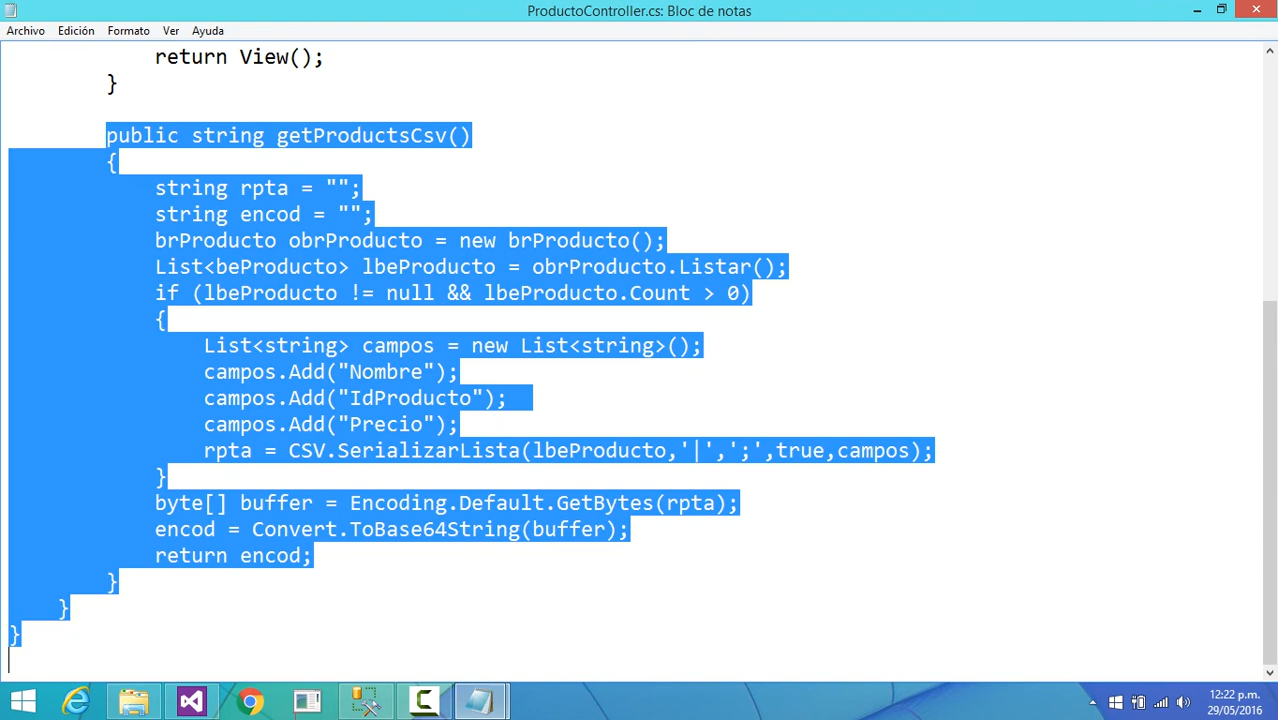 ProductoController.cs: Bloc de notas
Archivo Edición Formato Ver Ayuda
return View();
}
public string getProductsCsv()
{
string rpta = "";
string encod = "";
brProducto obrProducto = new brProducto();
List<beProducto> lbeProducto = obrProducto.Listar();
if (lbeProducto != null && lbeProducto.Count > 0)
{
List<string> campos = new List<string>();
campos.Add("Nombre");
campos.Add("IdProducto");
campos.Add("Precio");
rpta = CSV.SerializarLista(lbeProducto,'|',';',true,campos);
}
byte[] buffer = Encoding.Default.GetBytes(rpta);
encod = Convert.ToBase64String(buffer);
return encod;
}
}
}
12:22 p.m.
29/05/2016